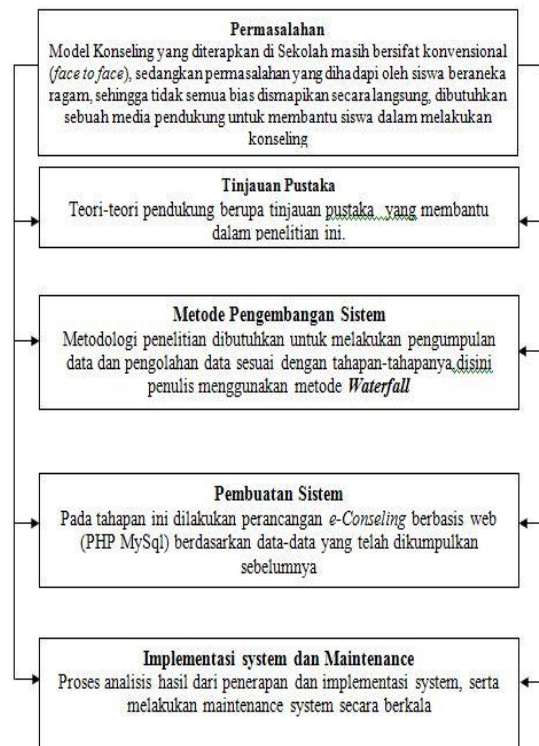 Permasalahan
Model Konseling yang diterapkan di Sekolah masih bersifat konvensional
(face to face), sedangkan permasalahan yang dihadapi oleh siswa beraneka
ragam, sehingga tidak semua bias dismapikan secara langsung, dibutuhkan
sebuah media pendukung untuk membantu siswa dalam melakukan
konseling
Tinjauan Pustaka
Teori-teori pendukung berupa tinjauan pustaka yang membantu
dalam penelitian ini.
Metode Pengembangan Sistem
Metodologi penelitian dibutuhkan untuk melakukan pengumpulan
data dan pengolahan data sesuai dengan tahapan-tahapanya,disini
penulis menggunakan metode Waterfall
Pembuatan Sistem
Pada tahapan ini dilakukan perancangan e-Conseling berbasis web
(PHP MySql) berdasarkan data-data yang telah dikumpulkan
sebelumnya
Implementasi system dan Maintenance
Proses analisis hasil dari penerapan dan implementasi system, serta
melakukan maintenance system secara berkala